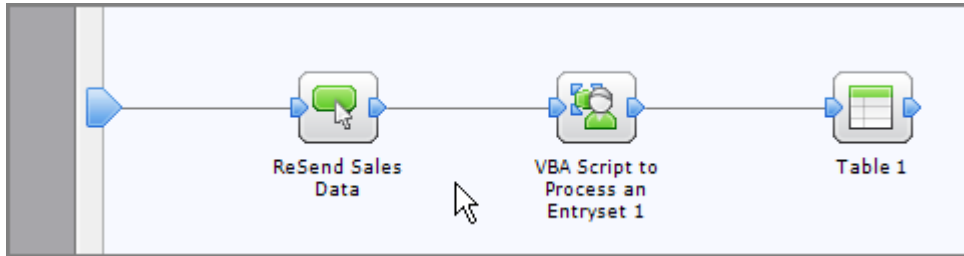 ReSend Sales
Data
VBA Script to
Process an
Entryset 1
Table 1